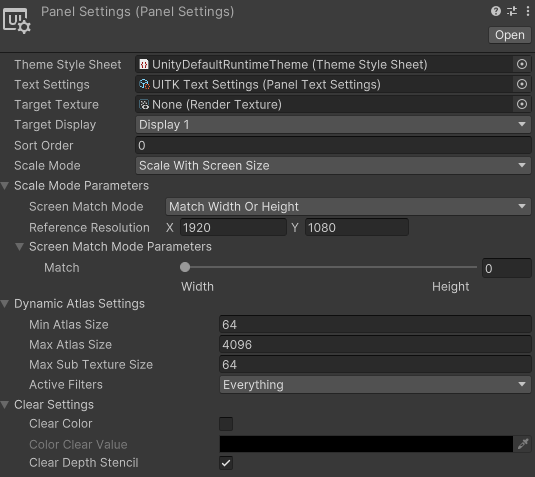 Panel Settings (Panel Settings)
Open
Theme Style Sheet UnityDefaultRuntimeTheme (Theme Style Sheet)
Text Settings UITK Text Settings (Panel Text Settings)
Target Texture None (Render Texture)
Target Display Display 1
Sort Order 0
Scale Mode Scale With Screen Size
Scale Mode Parameters
Screen Match Mode Match Width Or Height
Reference Resolution X 1920 Y 1080
Screen Match Mode Parameters
Match 0
Width Height
Dynamic Atlas Settings
Min Atlas Size 64
Max Atlas Size 4096
Max Sub Texture Size 64
Active Filters Everything
Clear Settings
Clear Color
Color Clear Value
Clear Depth Stencil